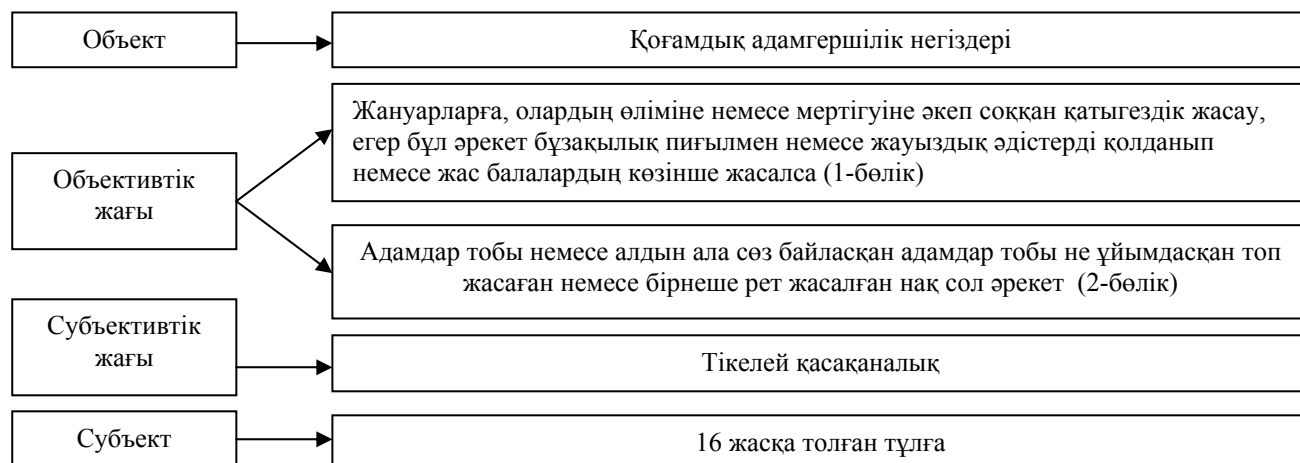 Объект
Қоғамдық адамгершілік негіздері
Объективтік
жағы
Жануарларға, олардың өліміне немесе мертігуіне әкеп соққан қатыгездік жасау,
егер бұл әрекет бұзақылық пиғылмен немесе жауыздық әдістерді қолданып
немесе жас балалардың көзінше жасалса (1-бөлік)
Адамдар тобы немесе алдын ала сөз байласқан адамдар тобы не ұйымдасқан топ
жасаған немесе бірнеше рет жасалған нақ сол әрекет (2-бөлік)
Субъективтік
жағы
Тікелей қасақаналық
Субъект
16 жасқа толған тұлға